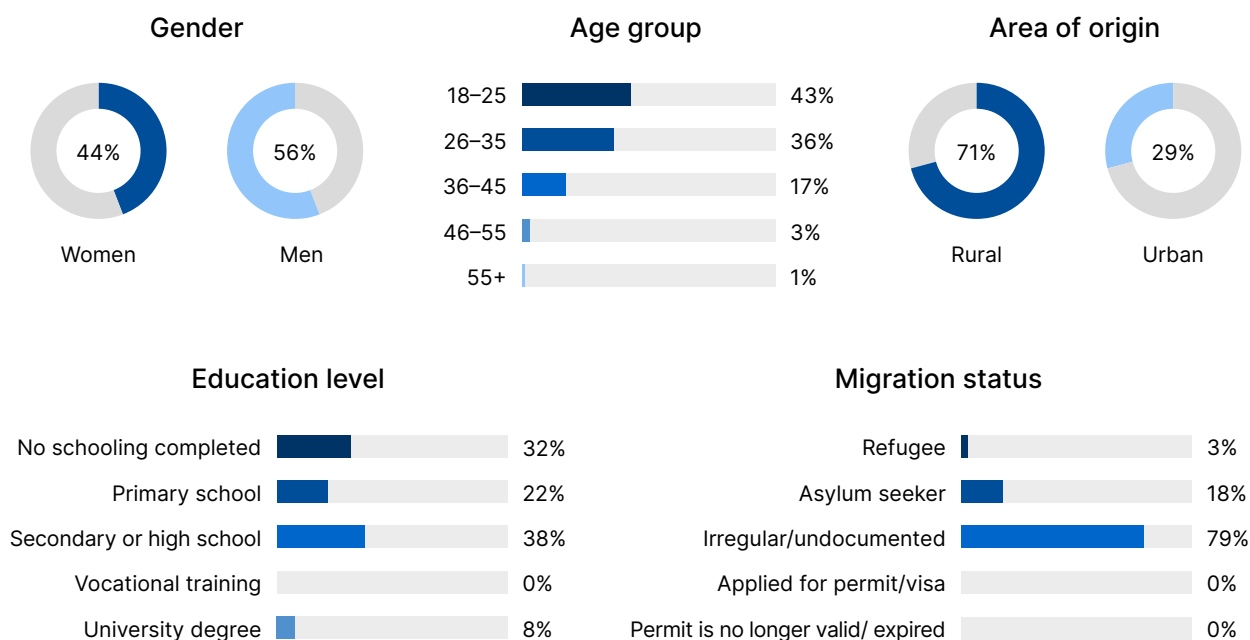 Gender
44%
56%
Women
Men
Age group
18–25 43%
26–35 36%
36–45 17%
46–55 3%
55+ 1%
Area of origin
71%
29%
Rural
Urban
Education level
No schooling completed 32%
Primary school 22%
Secondary or high school 38%
Vocational training 0%
University degree 8%
Migration status
Refugee 3%
Asylum seeker 18%
Irregular/undocumented 79%
Applied for permit/visa 0%
Permit is no longer valid/ expired 0%